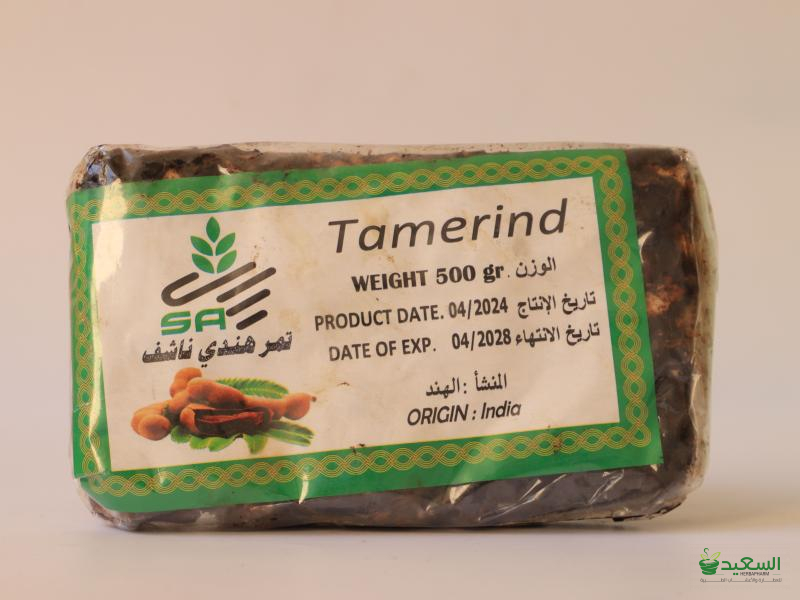 Tamerind
WEIGHT 500 gr. الوزن
PRODUCT DATE. 04/2024 تاريخ الإنتاج
DATE OF EXP. 04/2028 تاريخ الانتهاء
المنشأ : الهند
ORIGIN : India
SA
تمر هندي ناشف
السعيد
HERBAPHARM